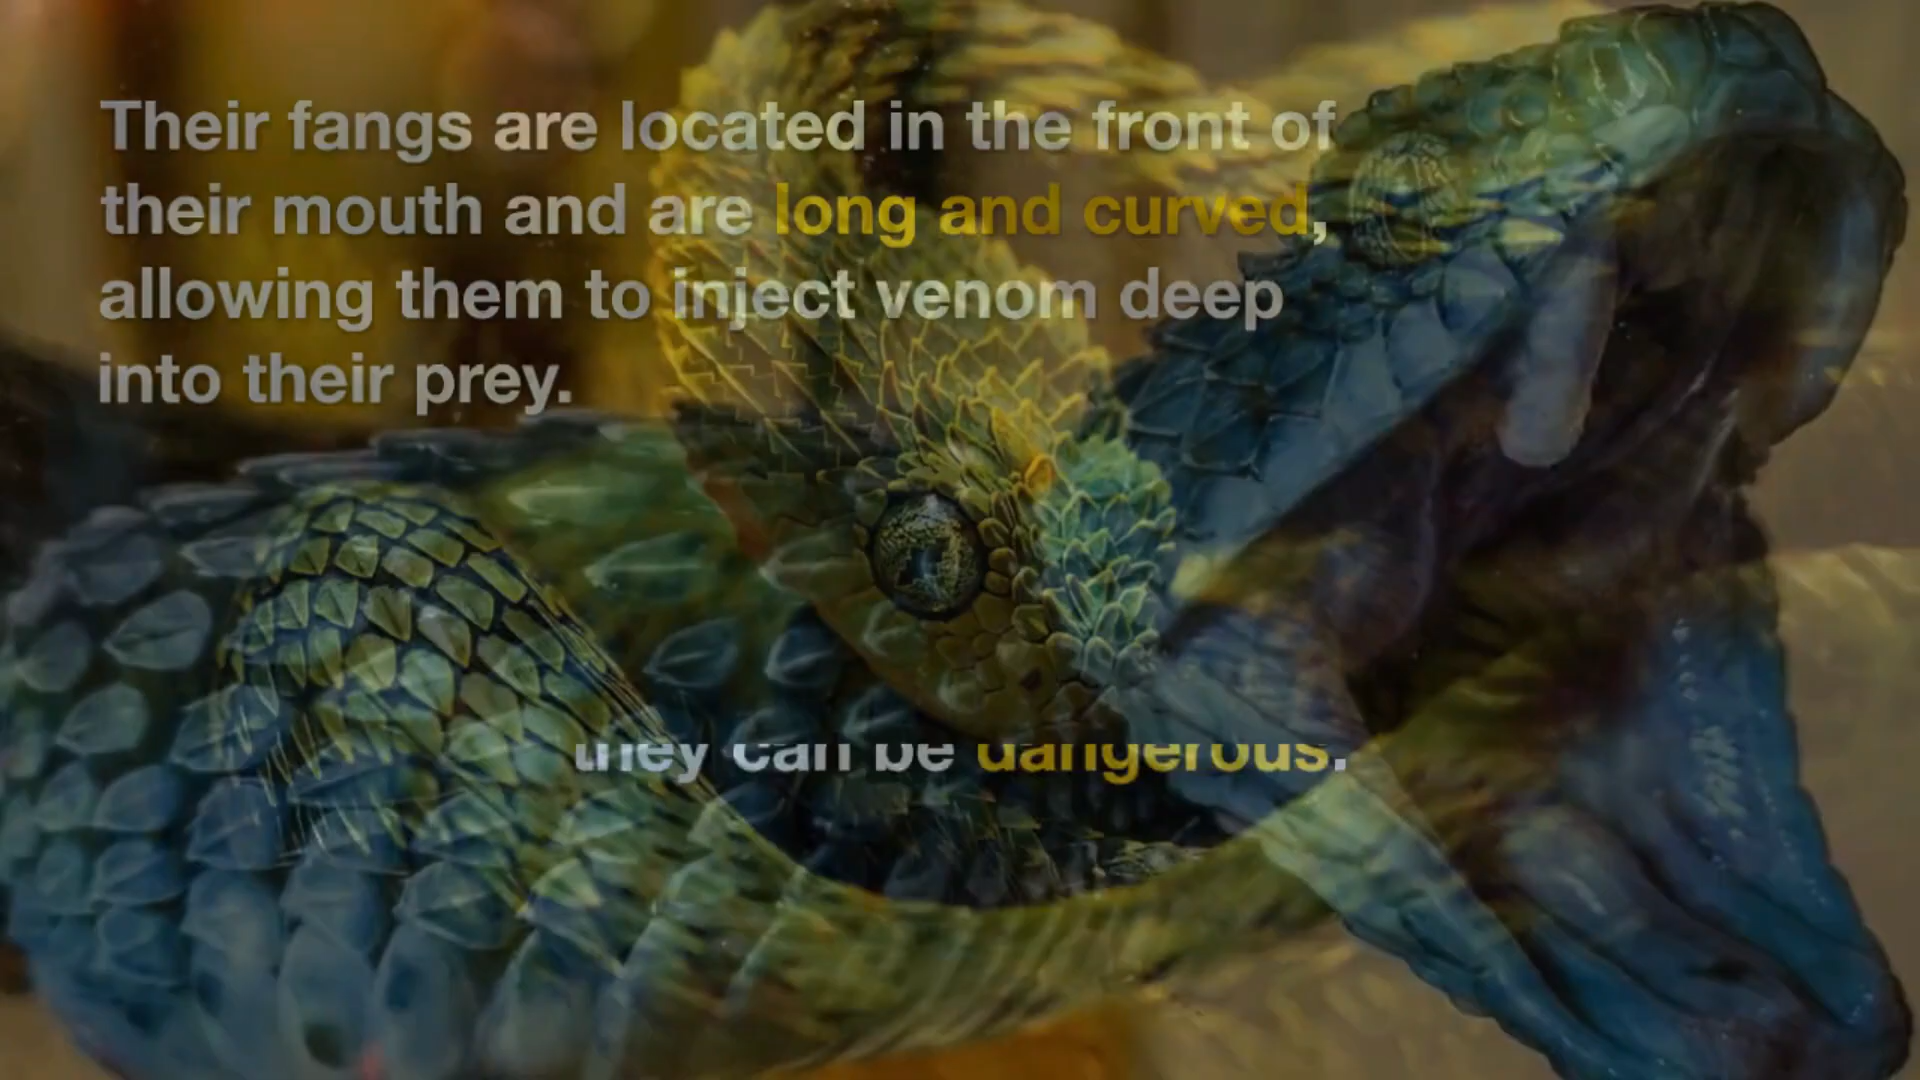 Their fangs are located in the front of
their mouth and are long and curved,
allowing them to inject venom deep
into their prey.
they can be dangerous.